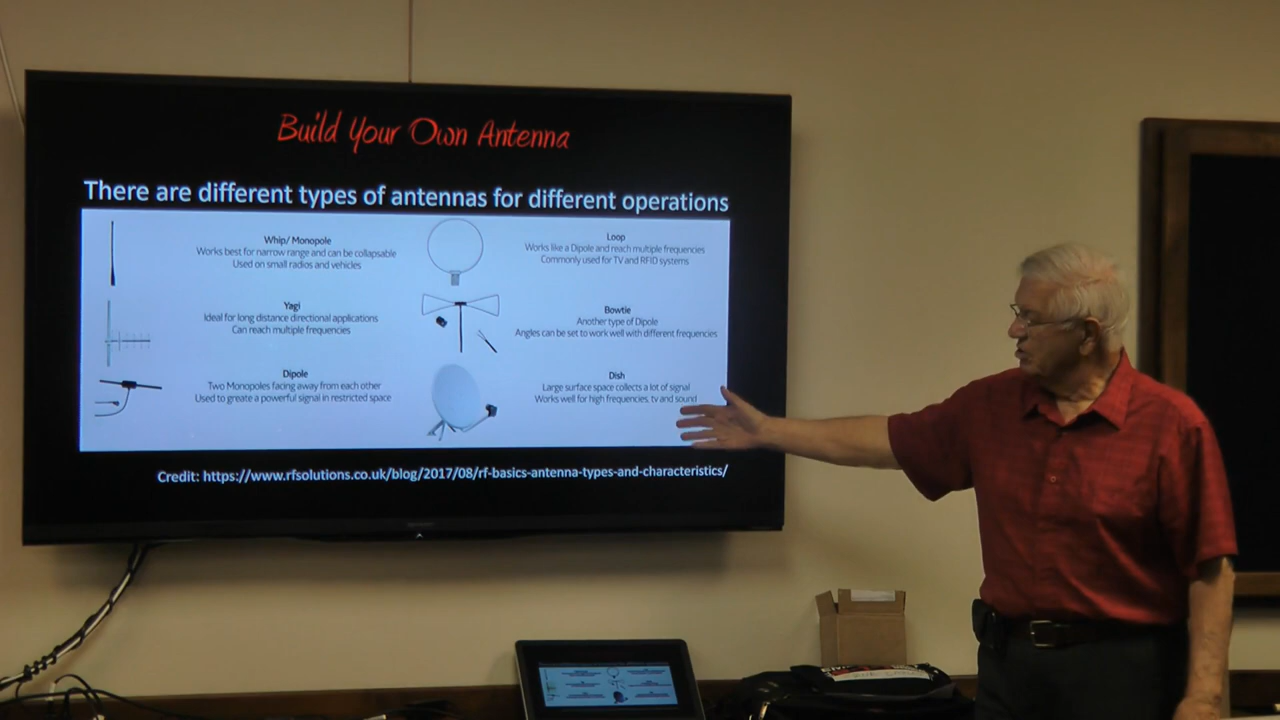 Build Your Own Antenna
There are different types of antennas for different operations
Whip/ Monopole
Works best for narrow range and can be collapsable
Used on small radios and vehicles
Loop
Works like a Dipole and reach multiple frequencies
Commonly used for TV and RFID systems
Yagi
Ideal for long distance directional applications
Can reach multiple frequencies
Bowtie
Another type of Dipole
Angles can be set to work well with different frequencies
Dipole
Two Monopoles facing away from each other
Used to greate a powerful signal in restricted space
Dish
Large surface space collects a lot of signal
Works well for high frequencies, tv and sound
Credit: https://www.rfsolutions.co.uk/blog/2017/08/rf-basics-antenna-types-and-characteristics/